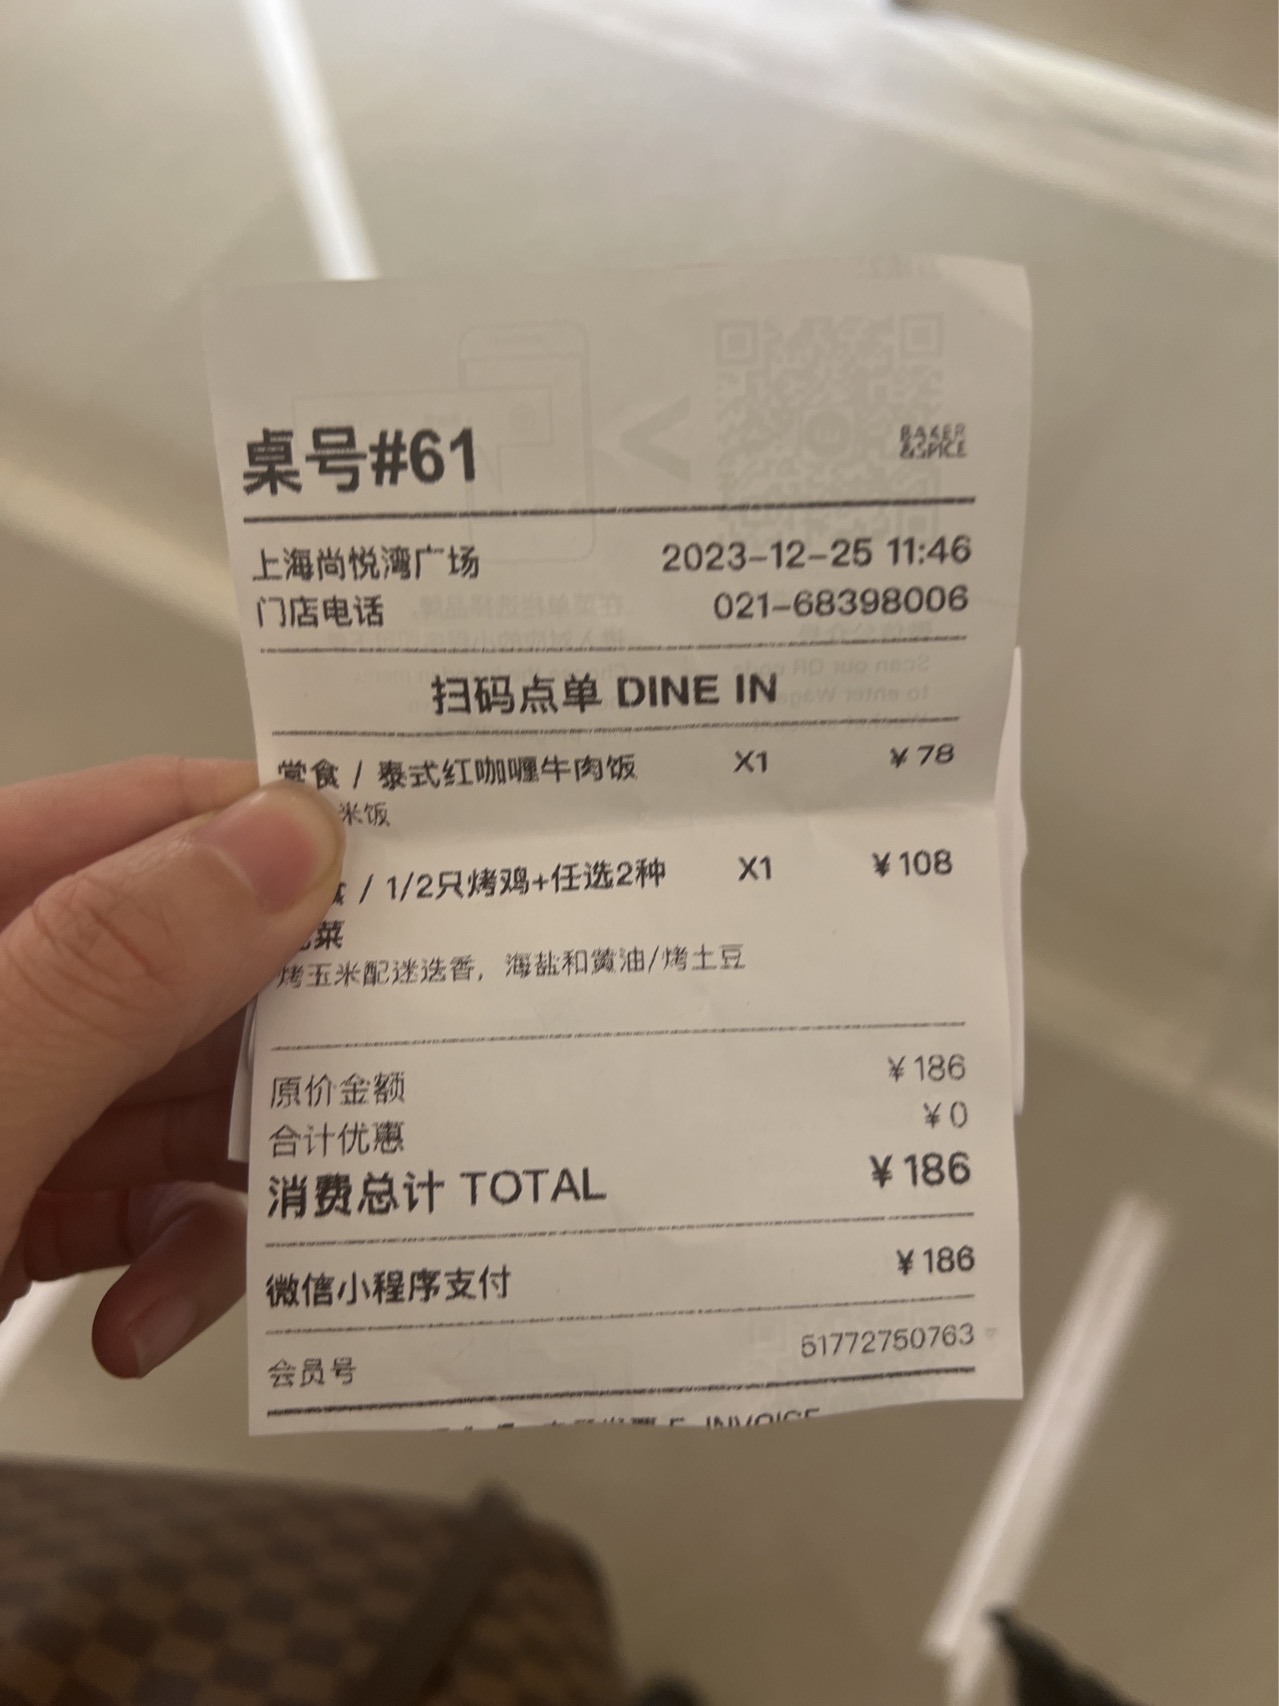 桌号#61
BAKER
&SPICE
上海尚悦湾广场 2023-12-25 11:46
门店电话 021-68398006
扫码点单 DINE IN
堂食 / 泰式红咖喱牛肉饭 X1 ¥78
米饭
/ 1/2只烤鸡+任选2种 X1 ¥108
菜
烤玉米配迷迭香，海盐和黄油/烤土豆
原价金额 ¥186
合计优惠 ¥0
消费总计 TOTAL ¥186
微信小程序支付 ¥186
会员号 51772750763
INVOICE